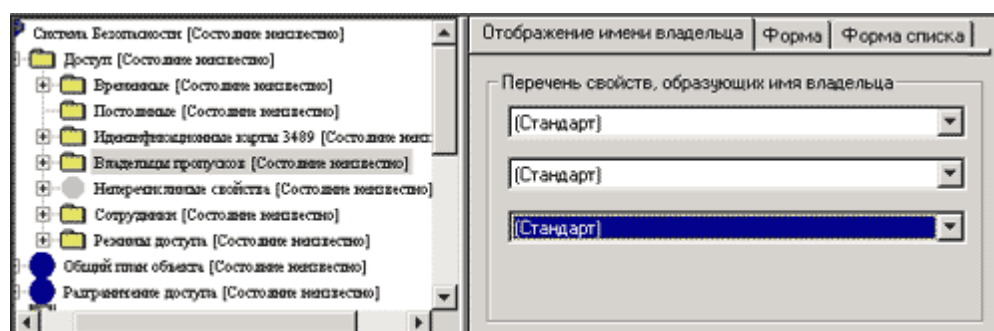 Система Безопасности [Состояние неизвестно]
Доступ [Состояние неизвестно]
Временные [Состояние неизвестно]
Постоянные [Состояние неизвестно]
Идентификационные карты 3489 [Состояние неиз
Владельцы пропусков [Состояние неизвестно]
Неперечислимые свойства [Состояние неизвестно]
Сотрудники [Состояние неизвестно]
Режимы доступа [Состояние неизвестно]
Общий план объекта [Состояние неизвестно]
Разграничение доступа [Состояние неизвестно]
Отображение имени владельца Форма Форма списка
Перечень свойств, образующих имя владельца
(Стандарт)
(Стандарт)
(Стандарт)